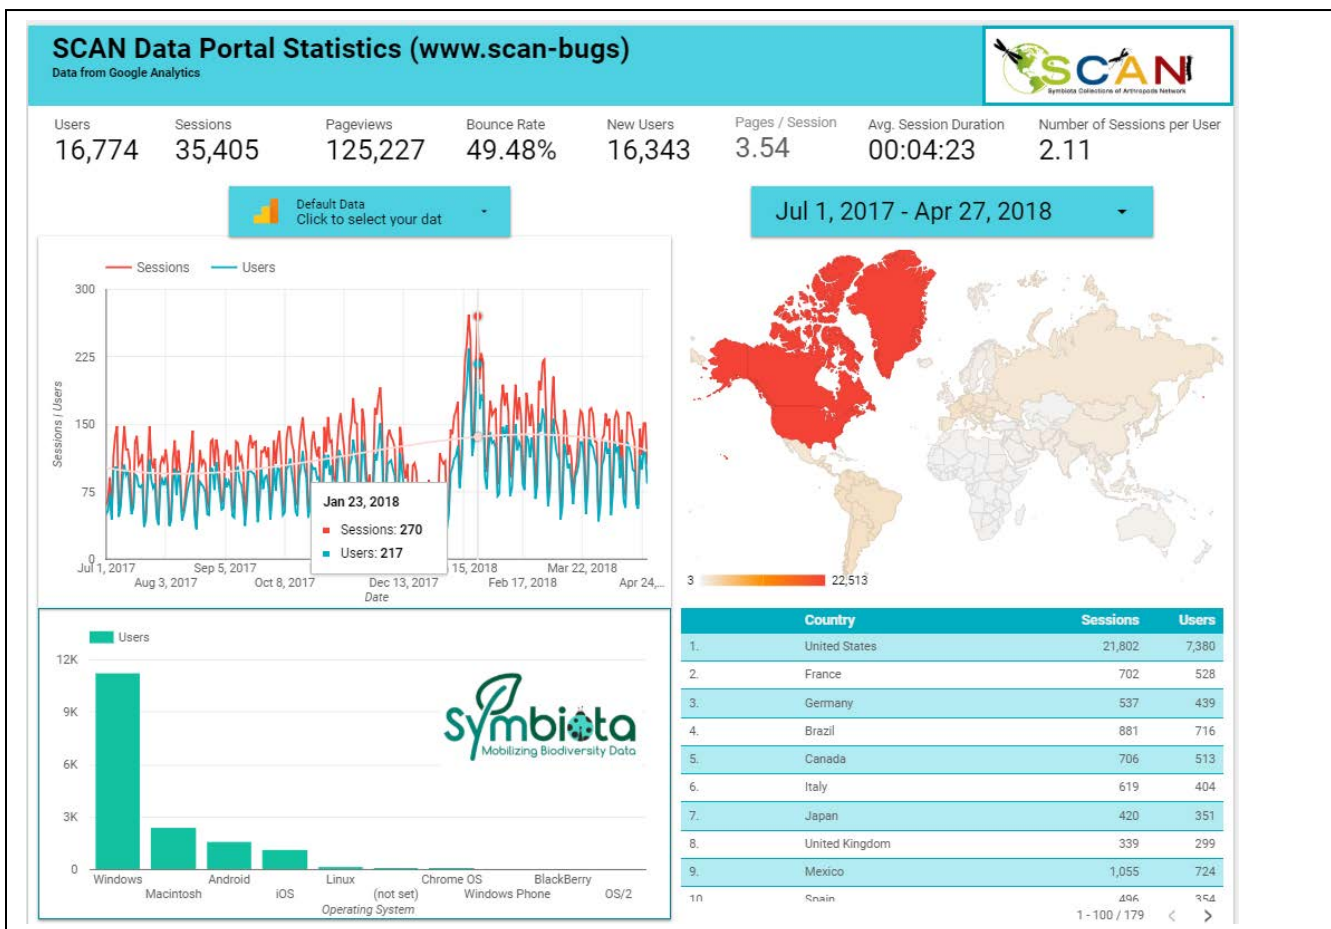 SCAN Data Portal Statistics (www.scan-bugs)
Data from Google Analytics
SCAN
Symbiota Collections of Arthropods Network
Users Sessions Pageviews Bounce Rate New Users Pages / Session Avg. Session Duration Number of Sessions per User
16,774 35,405 125,227 49.48% 16,343 3.54 00:04:23 2.11
Default Data
Click to select your dat
Jul 1, 2017 - Apr 27, 2018
Sessions Users
300
225
150
75
0
Sessions | Users
Jan 23, 2018
Sessions: 270
Users: 217
Jul 1, 2017 Sep 5, 2017 15, 2018 Mar 22, 2018
Aug 3, 2017 Oct 8, 2017 Dec 13, 2017 Feb 17, 2018 Apr 24,...
Date
3 22,513
Users
12K
9K
6K
3K
0
Symbiota
Mobilizing Biodiversity Data
Windows Android Linux Chrome OS BlackBerry
Macintosh iOS (not set) Windows Phone OS/2
Operating System
Country Sessions Users
1. United States 21,802 7,380
2. France 702 528
3. Germany 537 439
4. Brazil 881 716
5. Canada 706 513
6. Italy 619 404
7. Japan 420 351
8. United Kingdom 339 299
9. Mexico 1,055 724
10 Spain 496 354
1 - 100 / 179